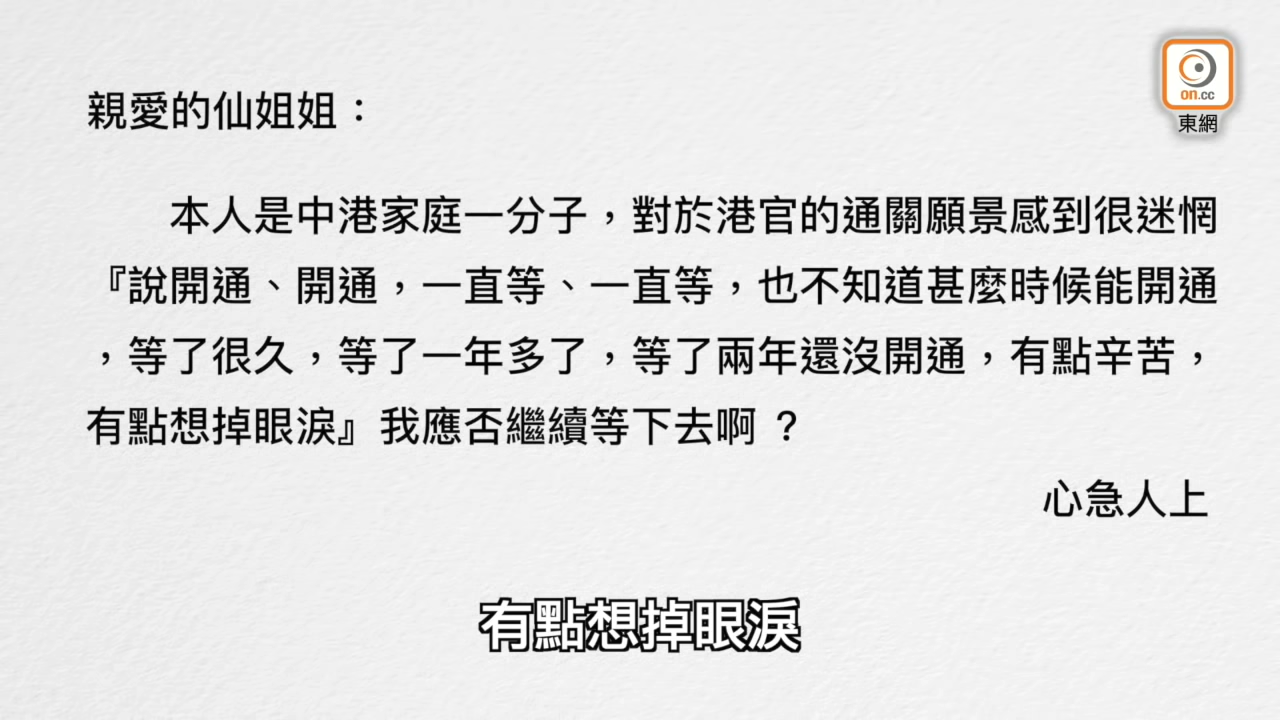 on.cc
東網
親愛的仙姐姐：
本人是中港家庭一分子，對於港官的通關願景感到很迷惘
『說開通、開通，一直等、一直等，也不知道甚麼時候能開通
，等了很久，等了一年多了，等了兩年還沒開通，有點辛苦，
有點想掉眼淚』我應否繼續等下去啊 ？
心急人上
有點想掉眼淚